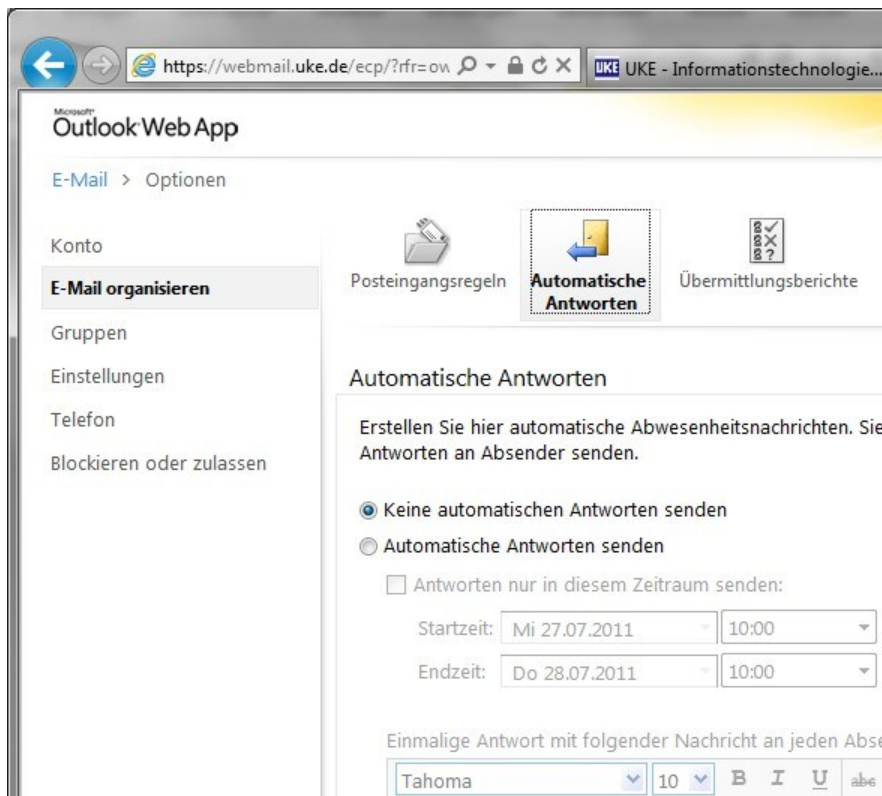 https://webmail.uke.de/ecp/?rfr=ow
UKE UKE - Informationstechnologie...
Microsoft®
Outlook Web App
E-Mail > Optionen
Konto
E-Mail organisieren
Gruppen
Einstellungen
Telefon
Blockieren oder zulassen
Posteingangsregeln
Automatische
Antworten
Übermittlungsberichte
Automatische Antworten
Erstellen Sie hier automatische Abwesenheitsnachrichten. Sie
Antworten an Absender senden.
Keine automatischen Antworten senden
Automatische Antworten senden
Antworten nur in diesem Zeitraum senden:
Startzeit: Mi 27.07.2011 10:00
Endzeit: Do 28.07.2011 10:00
Einmalige Antwort mit folgender Nachricht an jeden Abse
Tahoma 10 B I U abc